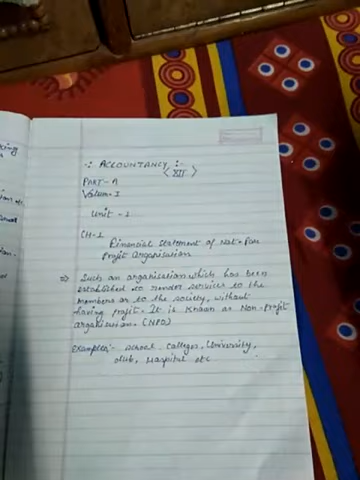 -: ACCOUNTANCY :-
< XII >
PART - A
Volum - I
Unit - 1
CH-1
Financial Statement of Not-For
Profit Organisation
⇒ Such an organisation which has been
established to render services to the
members or to the society, without
having profit. It is known as Non-Profit
organisation. (NPO)
Examples:- school, colleges, University,
club, Hospital etc.